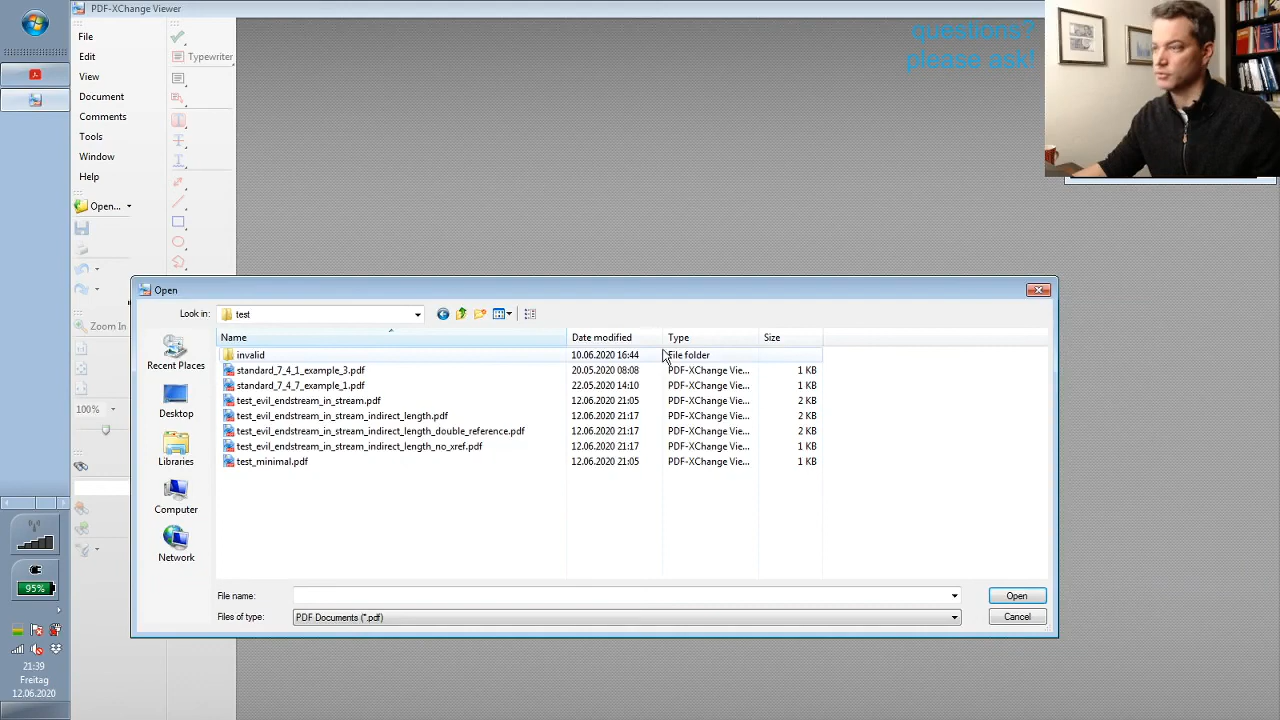 PDF-XChange Viewer
questions?
please ask!
File
Edit
View
Document
Comments
Tools
Window
Help
Open...
Typewriter
Zoom In
100%
Open
Look in:
test
Name
Date modified
Type
Size
invalid
10.06.2020 16:44
File folder
standard_7_4_1_example_3.pdf
20.05.2020 08:08
PDF-XChange Vie...
1 KB
standard_7_4_7_example_1.pdf
22.05.2020 14:10
PDF-XChange Vie...
1 KB
test_evil_endstream_in_stream.pdf
12.06.2020 21:05
PDF-XChange Vie...
2 KB
test_evil_endstream_in_stream_indirect_length.pdf
12.06.2020 21:17
PDF-XChange Vie...
2 KB
test_evil_endstream_in_stream_indirect_length_double_reference.pdf
12.06.2020 21:17
PDF-XChange Vie...
2 KB
test_evil_endstream_in_stream_indirect_length_no_xref.pdf
12.06.2020 21:17
PDF-XChange Vie...
1 KB
test_minimal.pdf
12.06.2020 21:05
PDF-XChange Vie...
1 KB
Recent Places
Desktop
Libraries
Computer
Network
File name:
Open
Files of type:
PDF Documents (*.pdf)
Cancel
95%
21:39
Freitag
12.06.2020